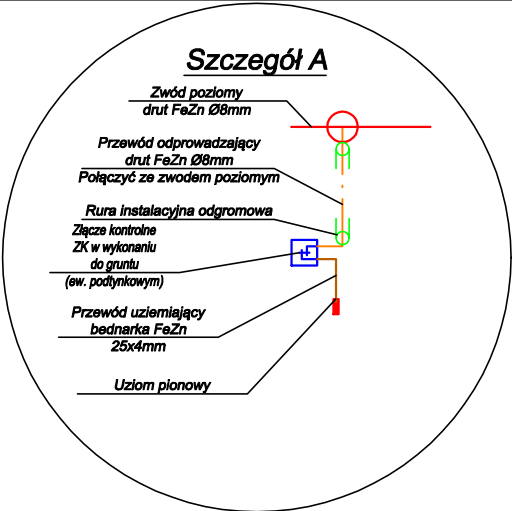 Szczegół A
Zwód poziomy
drut FeZn Ø8mm
Przewód odprowadzający
drut FeZn Ø8mm
Połączyć ze zwodem poziomym
Rura instalacyjna odgromowa
Złącze kontrolne
ZK w wykonaniu
do gruntu
(ew. podtynkowym)
Przewód uziemiający
bednarka FeZn
25x4mm
Uziom pionowy